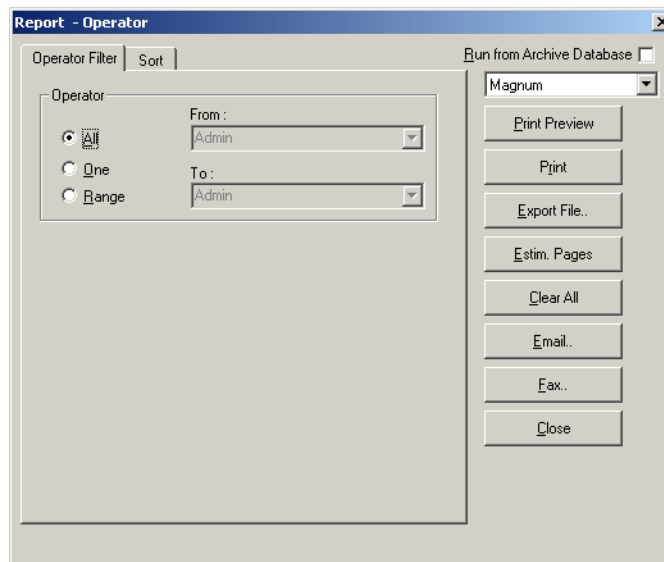 Report - Operator
Operator Filter
Sort
Run from Archive Database
Magnum
Operator
From :
All
Admin
One
To :
Range
Admin
Print Preview
Print
Export File..
Estim. Pages
Clear All
Email..
Fax..
Close